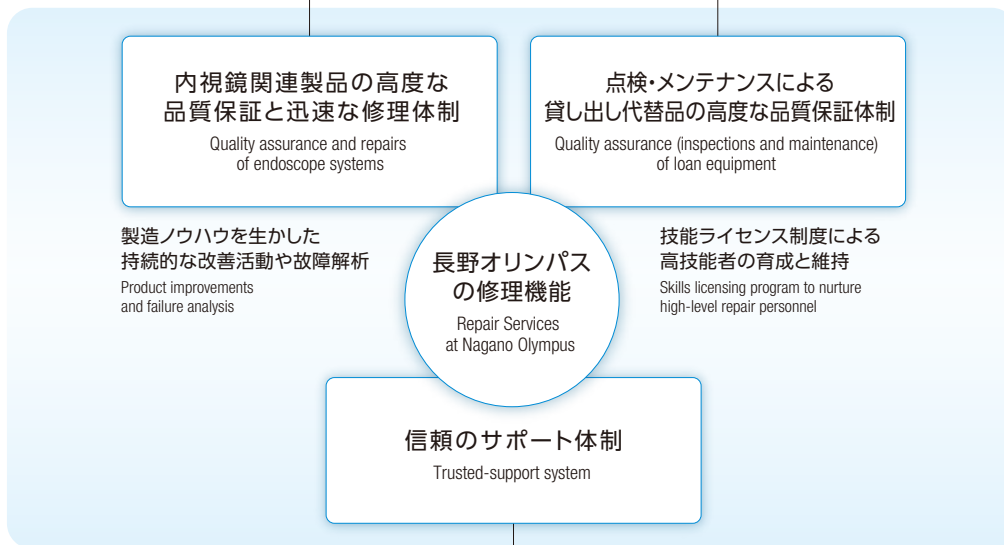 内視鏡関連製品の高度な
品質保証と迅速な修理体制
Quality assurance and repairs
of endoscope systems
点検・メンテナンスによる
貸し出し代替品の高度な品質保証体制
Quality assurance (inspections and maintenance)
of loan equipment
製造ノウハウを生かした
持続的な改善活動や故障解析
Product improvements
and failure analysis
長野オリンパス
の修理機能
Repair Services
at Nagano Olympus
技能ライセンス制度による
高技能者の育成と維持
Skills licensing program to nurture
high-level repair personnel
信頼のサポート体制
Trusted-support system